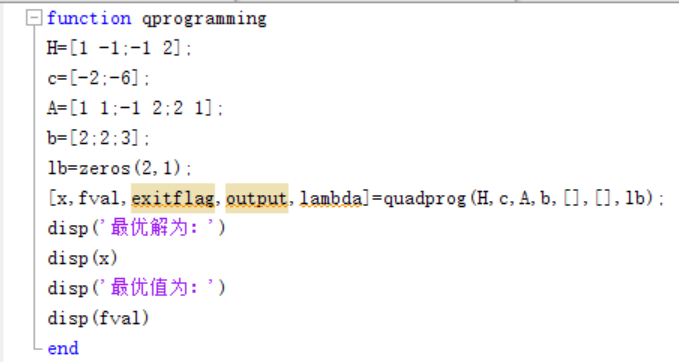 function qprogramming
H=[1 -1;-1 2];
c=[-2;-6];
A=[1 1;-1 2;2 1];
b=[2;2;3];
lb=zeros(2,1);
[x,fval,exitflag,output,lambda]=quadprog(H,c,A,b,[],[],lb);
disp('最优解为：')
disp(x)
disp('最优值为：')
disp(fval)
end